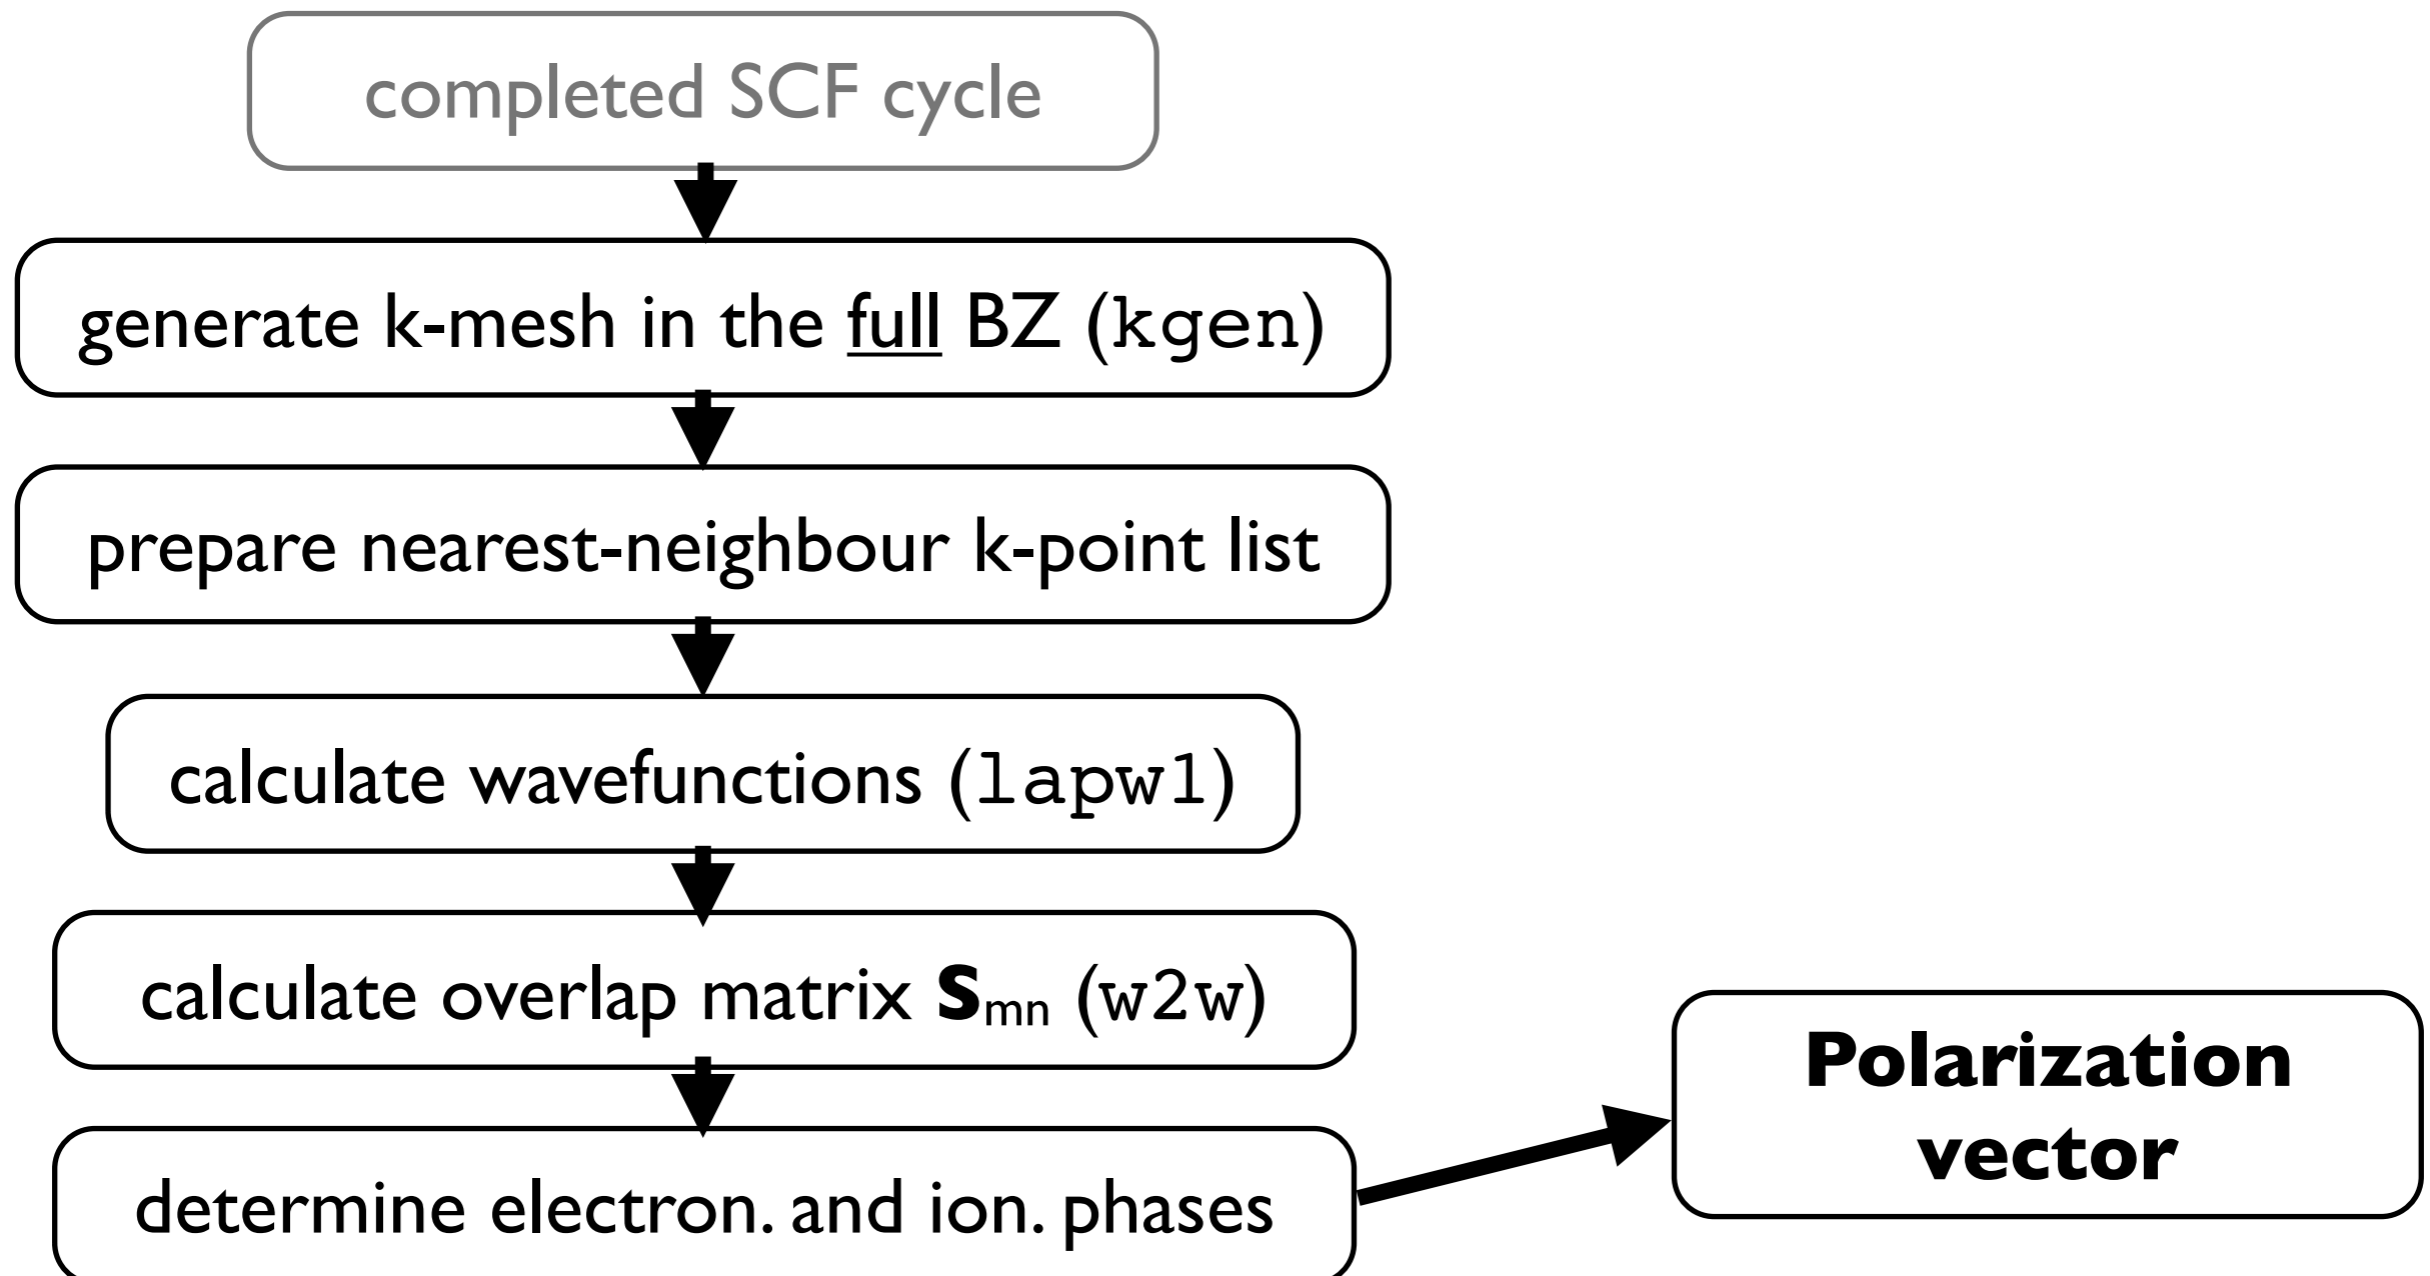 completed SCF cycle
generate k-mesh in the full BZ (kgen)
prepare nearest-neighbour k-point list
calculate wavefunctions (lapw1)
calculate overlap matrix Smn (w2w)
determine electron. and ion. phases
Polarization
vector